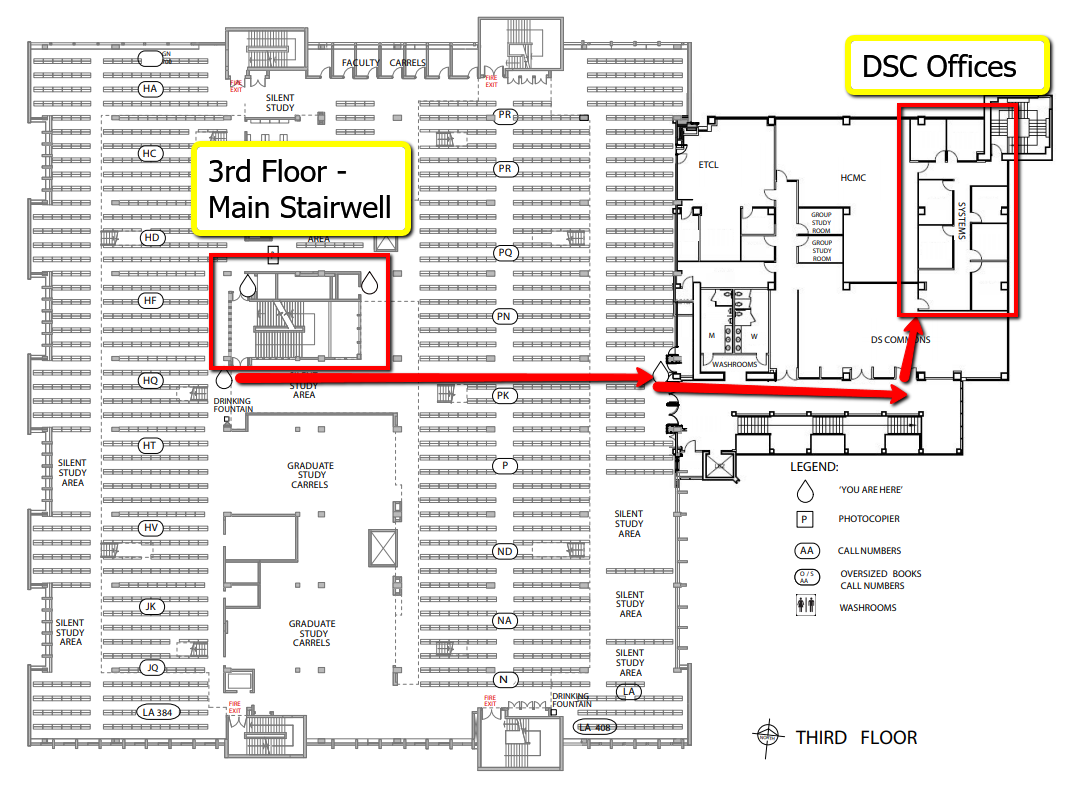 DSC Offices
GN
FACULTY CARRELS
FIRE
EXIT
FIRE
EXIT
HA
SILENT
STUDY
PR
HC
ETCL
HCMC
3rd Floor -
Main Stairwell
PR
SYSTEMS
GROUP
STUDY
ROOM
HD
AREA
PQ
GROUP
STUDY
ROOM
HF
PN
M
W
DS COMMONS
WASHROOMS
HQ
SILENT
STUDY
AREA
DRINKING
FOUNTAIN
PK
HT
SILENT
STUDY
AREA
GRADUATE
STUDY
CARRELS
P
LEGEND:
'YOU ARE HERE'
P
PHOTOCOPIER
AA
CALL NUMBERS
O / S
AA
OVERSIZED BOOKS
CALL NUMBERS
WASHROOMS
SILENT
STUDY
AREA
HV
ND
JK
SILENT
STUDY
AREA
SILENT
STUDY
AREA
GRADUATE
STUDY
CARRELS
NA
SILENT
STUDY
AREA
JQ
N
LA
DRINKING
FOUNTAIN
FIRE
EXIT
FIRE
EXIT
LA 384
LA 408
NORTH
THIRD FLOOR